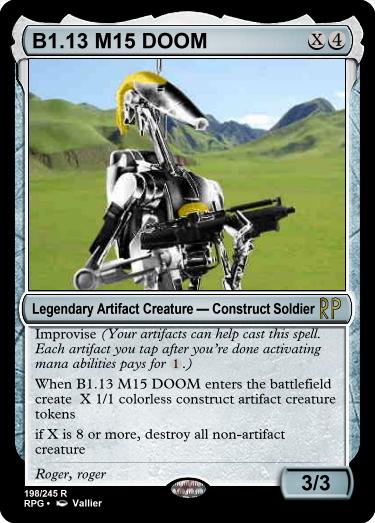 B1.13 M15 DOOM X 4
Legendary Artifact Creature — Construct Soldier RP
Improvise (Your artifacts can help cast this spell.
Each artifact you tap after you're done activating
mana abilities pays for 1 .)
When B1.13 M15 DOOM enters the battlefield
create X 1/1 colorless construct artifact creature
tokens
if X is 8 or more, destroy all non-artifact
creature
Roger, roger
3/3
198/245 R
RPG • Vallier